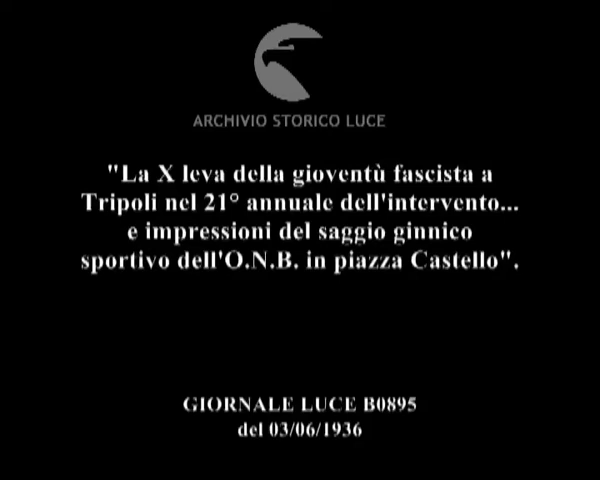 ARCHIVIO STORICO LUCE
"La X leva della gioventù fascista a
Tripoli nel 21° annuale dell'intervento...
e impressioni del saggio ginnico
sportivo dell'O.N.B. in piazza Castello".
GIORNALE LUCE B0895
del 03/06/1936